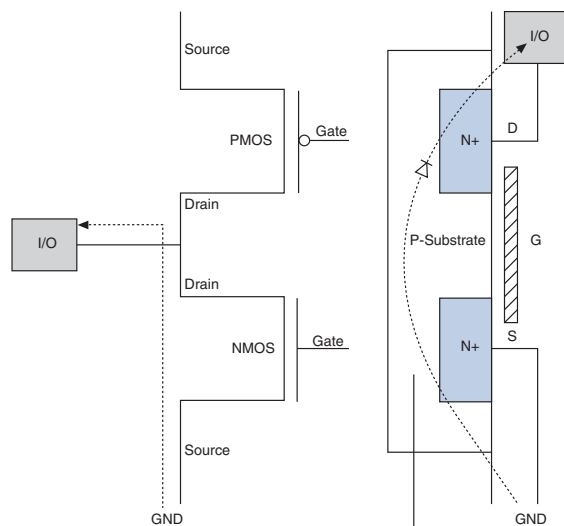 Source
I/O
PMOS
Gate
N+
D
Drain
I/O
P-Substrate
G
Drain
NMOS
Gate
N+
S
Source
GND
GND